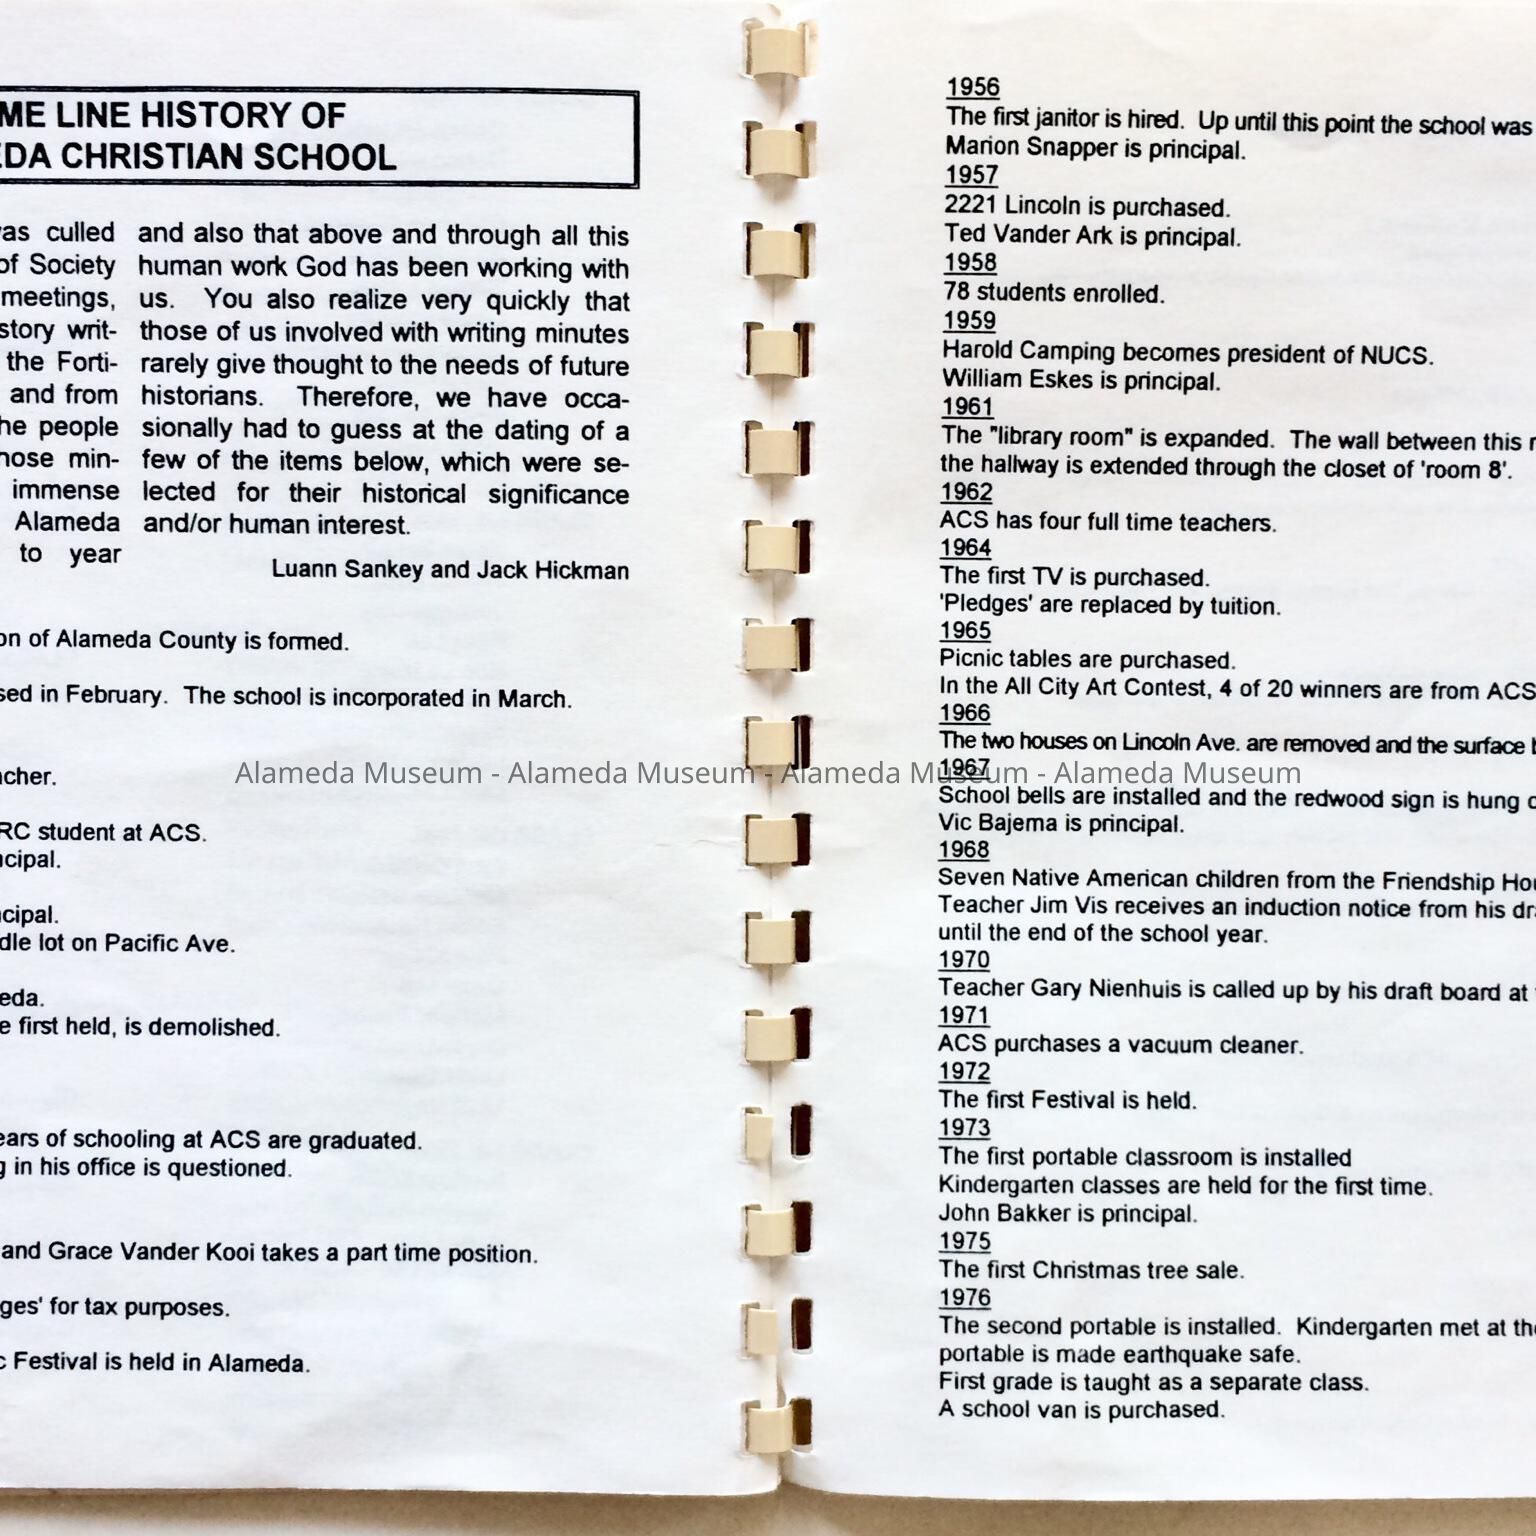 ME LINE HISTORY OF
EDA CHRISTIAN SCHOOL
as culled
of Society
meetings,
story writ-
the Forti-
and from
he people
hose min-
immense
Alameda
to year
and also that above and through all this
human work God has been working with
us. You also realize very quickly that
those of us involved with writing minutes
rarely give thought to the needs of future
historians. Therefore, we have occa-
sionally had to guess at the dating of a
few of the items below, which were se-
lected for their historical significance
and/or human interest.
Luann Sankey and Jack Hickman
on of Alameda County is formed.
sed in February. The school is incorporated in March.
acher.
RC student at ACS.
ncipal.
ncipal.
dle lot on Pacific Ave.
eda.
e first held, is demolished.
ears of schooling at ACS are graduated.
g in his office is questioned.
and Grace Vander Kooi takes a part time position.
ges' for tax purposes.
c Festival is held in Alameda.
1956
The first janitor is hired. Up until this point the school was
Marion Snapper is principal.
1957
2221 Lincoln is purchased.
Ted Vander Ark is principal.
1958
78 students enrolled.
1959
Harold Camping becomes president of NUCS.
William Eskes is principal.
1961
The "library room" is expanded. The wall between this r
the hallway is extended through the closet of 'room 8'.
1962
ACS has four full time teachers.
1964
The first TV is purchased.
'Pledges' are replaced by tuition.
1965
Picnic tables are purchased.
In the All City Art Contest, 4 of 20 winners are from ACS
1966
The two houses on Lincoln Ave. are removed and the surface b
Alameda Museum - Alameda Museum - Alameda Museum - Alameda Museum
1967
School bells are installed and the redwood sign is hung o
Vic Bajema is principal.
1968
Seven Native American children from the Friendship Hou
Teacher Jim Vis receives an induction notice from his dra
until the end of the school year.
1970
Teacher Gary Nienhuis is called up by his draft board at
1971
ACS purchases a vacuum cleaner.
1972
The first Festival is held.
1973
The first portable classroom is installed
Kindergarten classes are held for the first time.
John Bakker is principal.
1975
The first Christmas tree sale.
1976
The second portable is installed. Kindergarten met at the
portable is made earthquake safe.
First grade is taught as a separate class.
A school van is purchased.